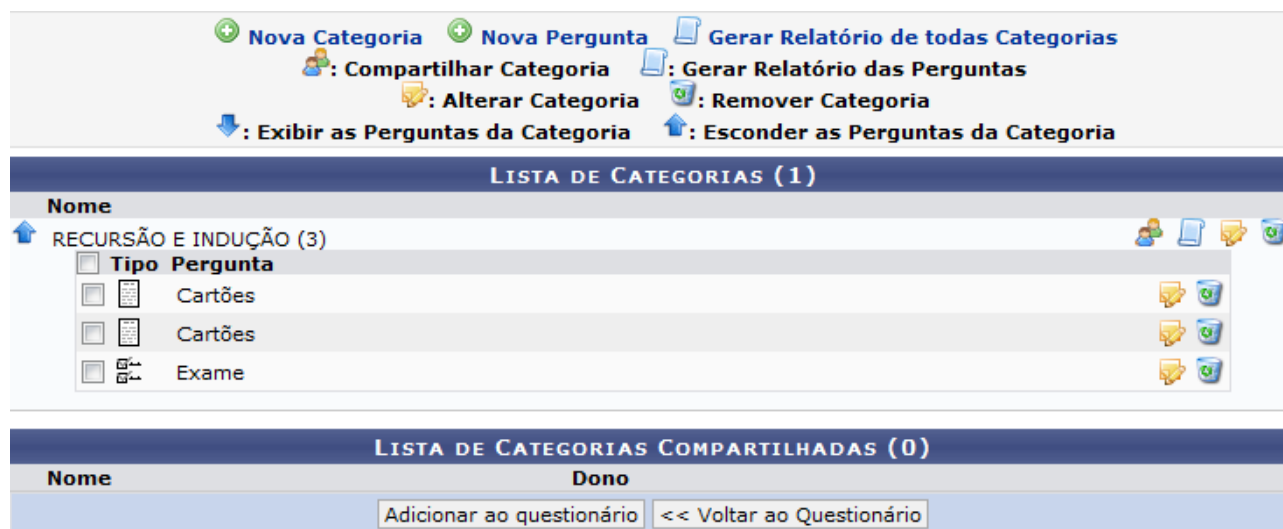 Nova Categoria Nova Pergunta Gerar Relatório de todas Categorias
: Compartilhar Categoria : Gerar Relatório das Perguntas
: Alterar Categoria : Remover Categoria
: Exibir as Perguntas da Categoria : Esconder as Perguntas da Categoria
LISTA DE CATEGORIAS (1)
Nome
RECURSÃO E INDUÇÃO (3)
Tipo Pergunta
Cartões
Cartões
Exame
LISTA DE CATEGORIAS COMPARTILHADAS (0)
Nome Dono
Adicionar ao questionário << Voltar ao Questionário